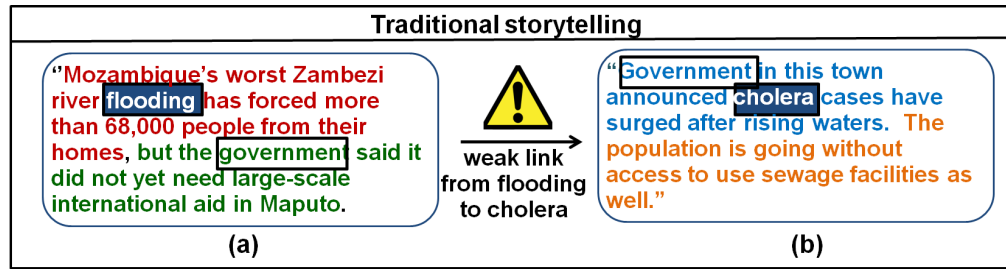 Traditional storytelling
“Mozambique’s worst Zambezi
river flooding has forced more
than 68,000 people from their
homes, but the government said it
did not yet need large-scale
international aid in Maputo.
(a)
weak link
from flooding
to cholera
“Government in this town
announced cholera cases have
surged after rising waters. The
population is going without
access to use sewage facilities as
well.”
(b)